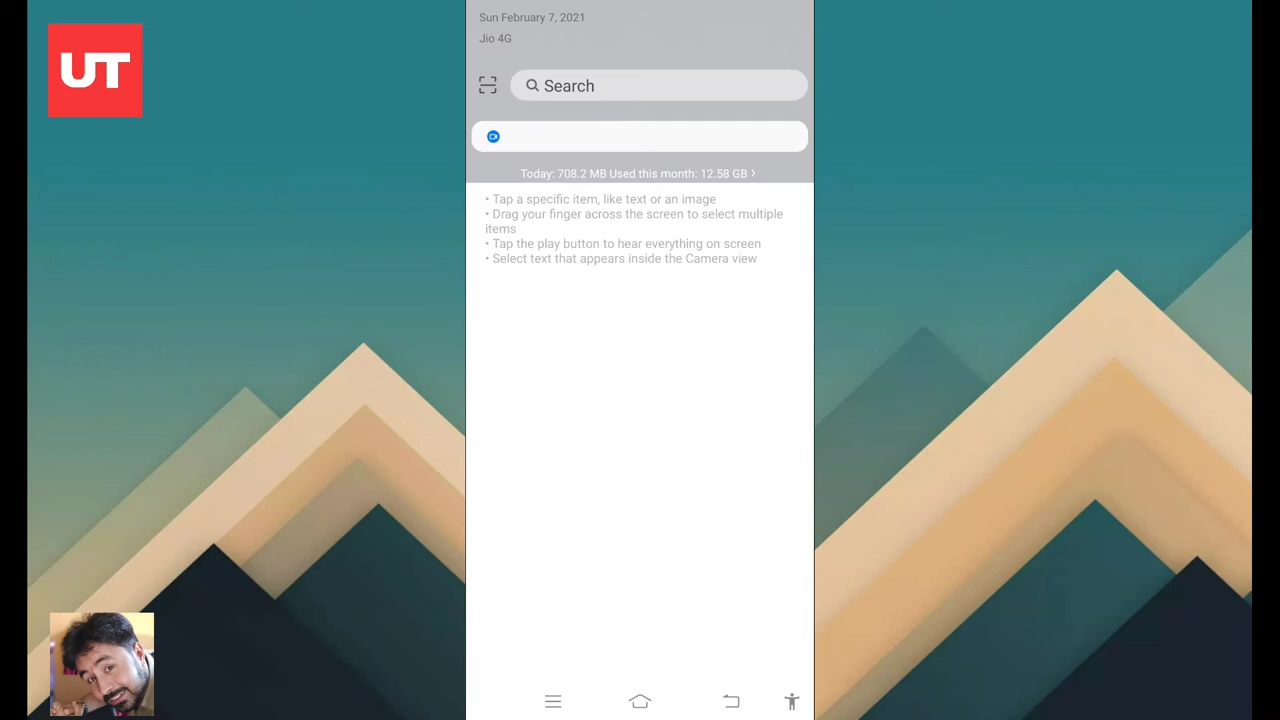 UT
Sun February 7, 2021
Jio 4G
Search
Today: 708.2 MB Used this month: 12.58 GB ›
• Tap a specific item, like text or an image
• Drag your finger across the screen to select multiple
items
• Tap the play button to hear everything on screen
• Select text that appears inside the Camera view